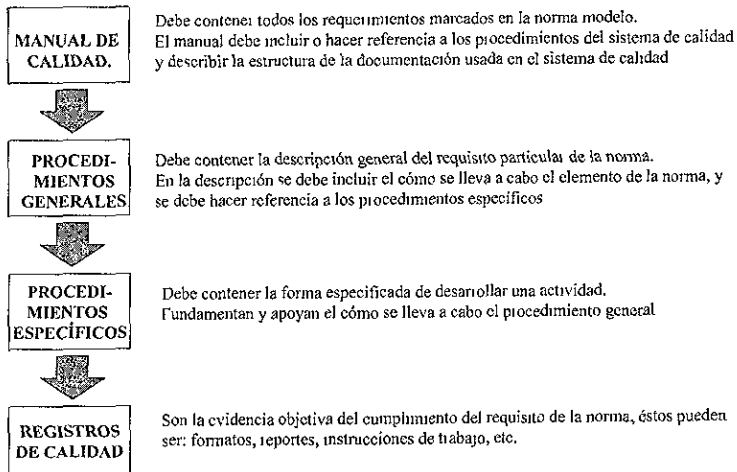 MANUAL DE
CALIDAD.
Debe contener todos los requerimientos marcados en la norma modelo.
El manual debe incluir o hacer referencia a los procedimientos del sistema de calidad
y describir la estructura de la documentación usada en el sistema de calidad
PROCEDI-
MIENTOS
GENERALES
Debe contener la descripción general del requisito particular de la norma.
En la descripción se debe incluir el cómo se lleva a cabo el elemento de la norma, y
se debe hacer referencia a los procedimentos específicos
PROCEDI-
MIENTOS
ESPECÍFICOS
Debe contener la forma especificada de desarrollar una actividad.
Fundamentan y apoyan el cómo se lleva a cabo el procedimiento general
REGISTROS
DE CALIDAD
Son la evidencia objetiva del cumplimiento del requisito de la norma, éstos pueden
ser: formatos, reportes, instrucciones de trabajo, etc.